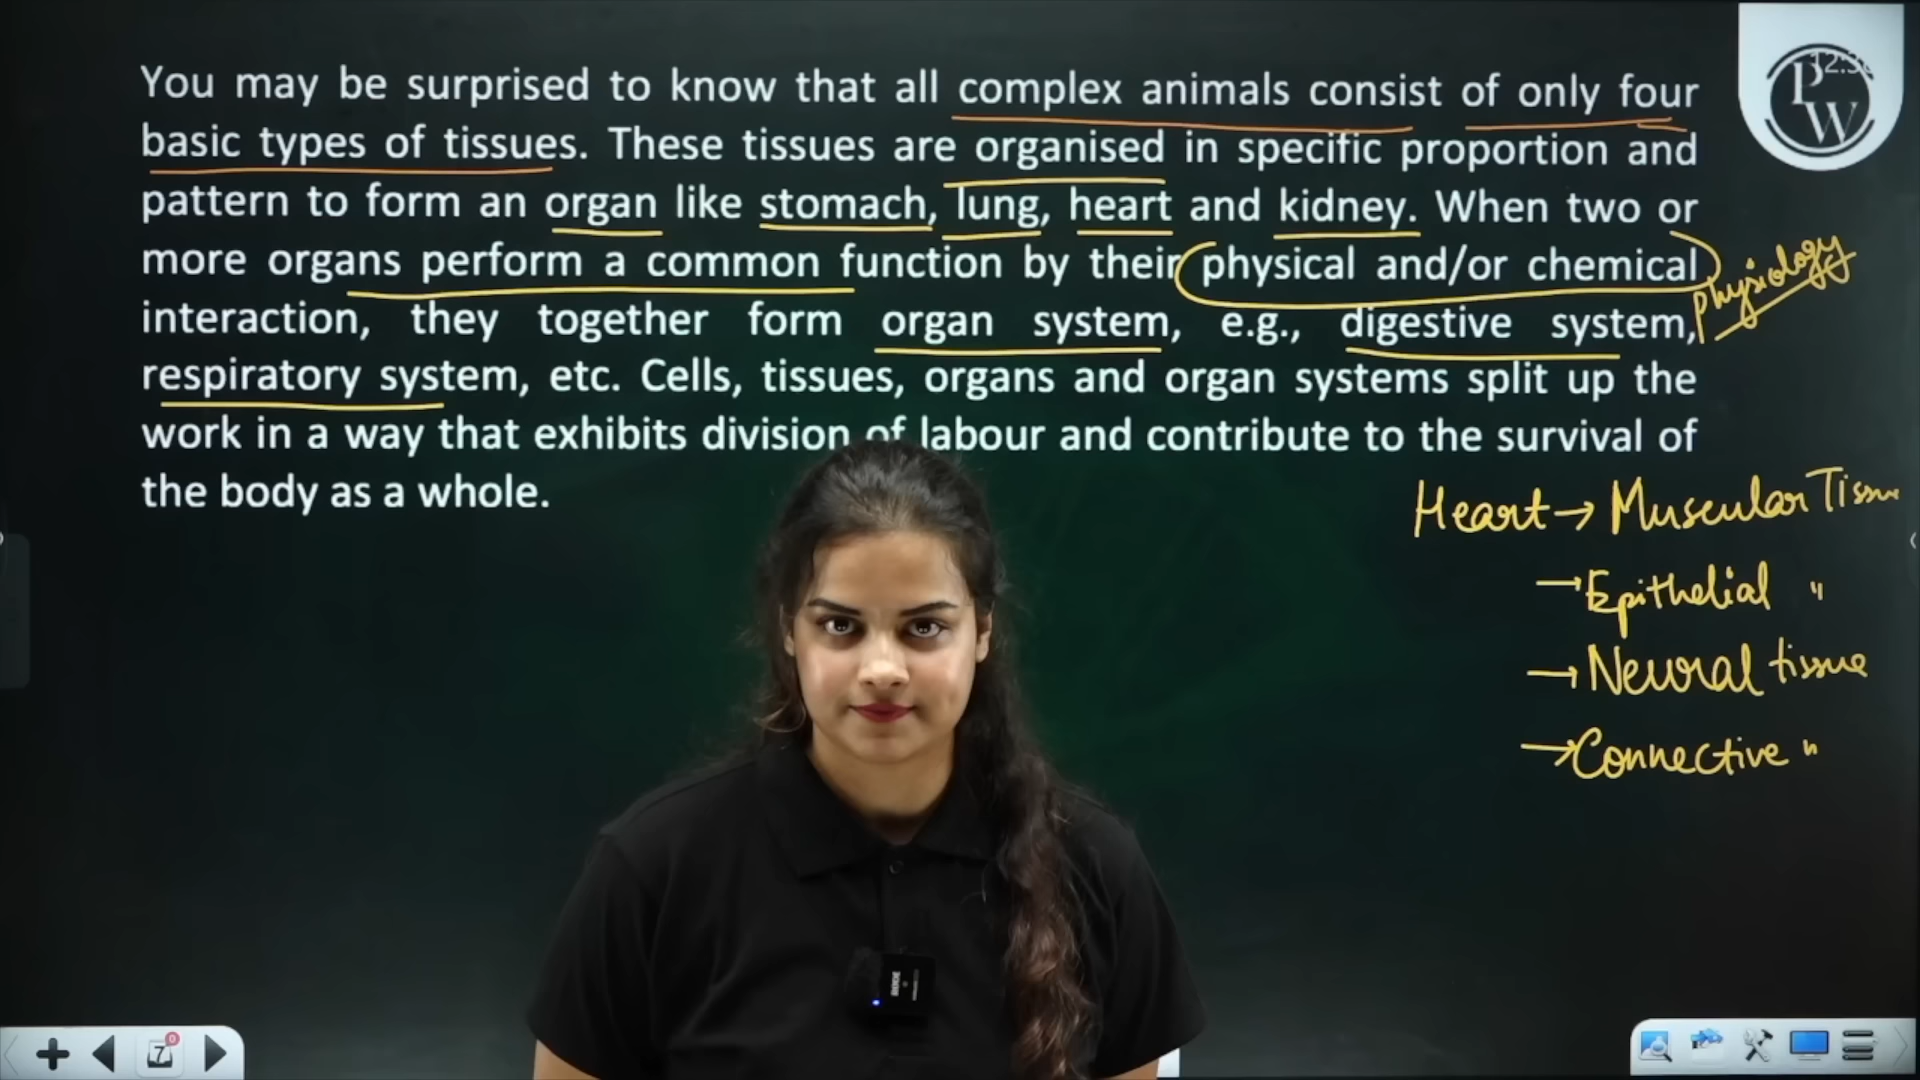 You may be surprised to know that all complex animals consist of only four
basic types of tissues. These tissues are organised in specific proportion and
pattern to form an organ like stomach, lung, heart and kidney. When two or
more organs perform a common function by their physical and/or chemical
interaction, they together form organ system, e.g., digestive system,
respiratory system, etc. Cells, tissues, organs and organ systems split up the
work in a way that exhibits division of labour and contribute to the survival of
the body as a whole.
physiology
Heart → Muscular Tissue
→ Epithelial "
→ Neural tissue
→ Connective "
PW
7
0